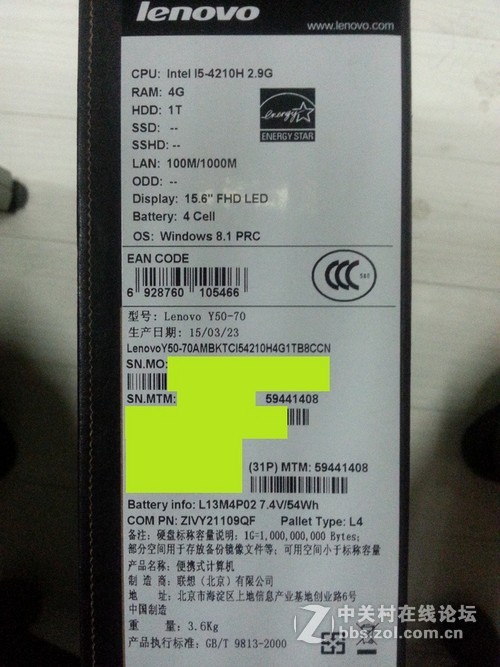 lenovo
www.lenovo.com
CPU: Intel I5-4210H 2.9G
RAM: 4G
HDD: 1T
SSD: --
SSHD: --
LAN: 100M/1000M
ODD: --
Display: 15.6" FHD LED
Battery: 4 Cell
OS: Windows 8.1 PRC
energy
ENERGY STAR
EAN CODE
6 928760 105466
CCC
型号: Lenovo Y50-70
生产日期: 15/03/23
LenovoY50-70AMBKTCI54210H4G1TB8CCN
SN.MO:
SN.MTM: 59441408
(31P) MTM: 59441408
Battery info: L13M4P02 7.4V/54Wh
COM PN: ZIVY21109QF Pallet Type: L4
备注: 硬盘标称容量说明: 1G=1,000,000,000 Bytes;
部分空间用于存放备份镜像文件等; 可用空间小于标称容量
产品名称: 便携式计算机
制 造 商: 联想（北京）有限公司
地 址: 北京市海淀区上地信息产业基地创业路6号
中国制造
重 量: 3.6Kg
产品执行标准: GB/T 9813-2000
中关村在线论坛
bbs.zol.com.cn